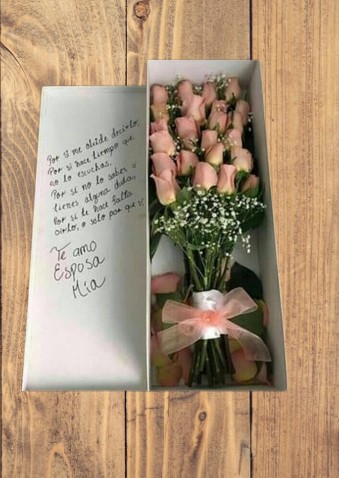 Por si me olvide decirlo,
Por si hace tiempo que
no lo escuchas,
Por si no lo sabes o
tienes alguna duda,
Por si te hace falta
oirlo, o solo por que si
Te amo
Esposa
Mia